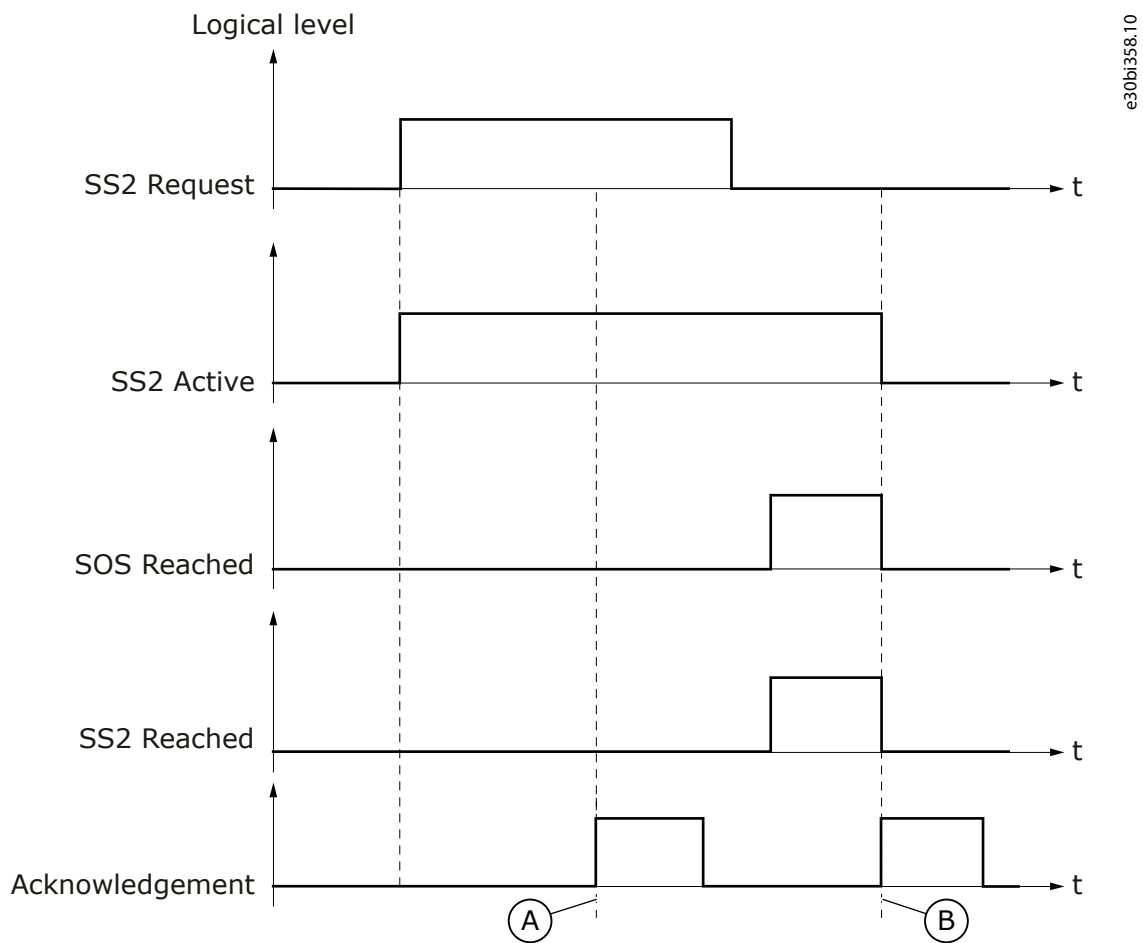 Logical level
e30bi358.10
SS2 Request
t
SS2 Active
t
SOS Reached
t
SS2 Reached
t
Acknowledgement
t
A
B